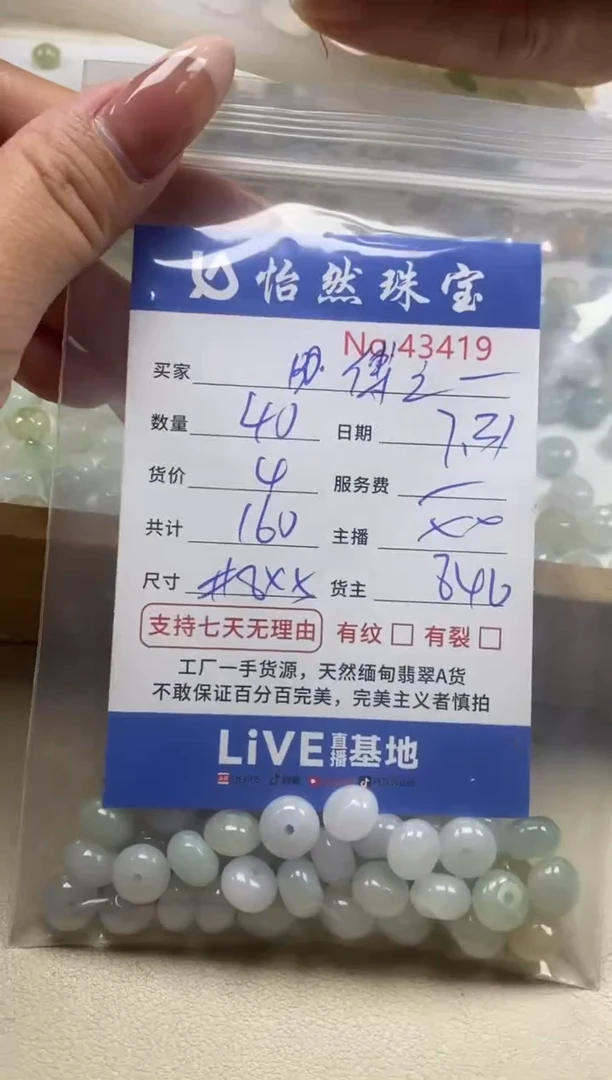 怡然珠宝
No.43419
买家
数量 40 日期 7.31
货价 4 服务费
共计 160 主播 xx
尺寸 货主 846
支持七天无理由 有纹 有裂
工厂一手货源，天然缅甸翡翠A货
不敢保证百分百完美，完美主义者慎拍
LiVE直播基地